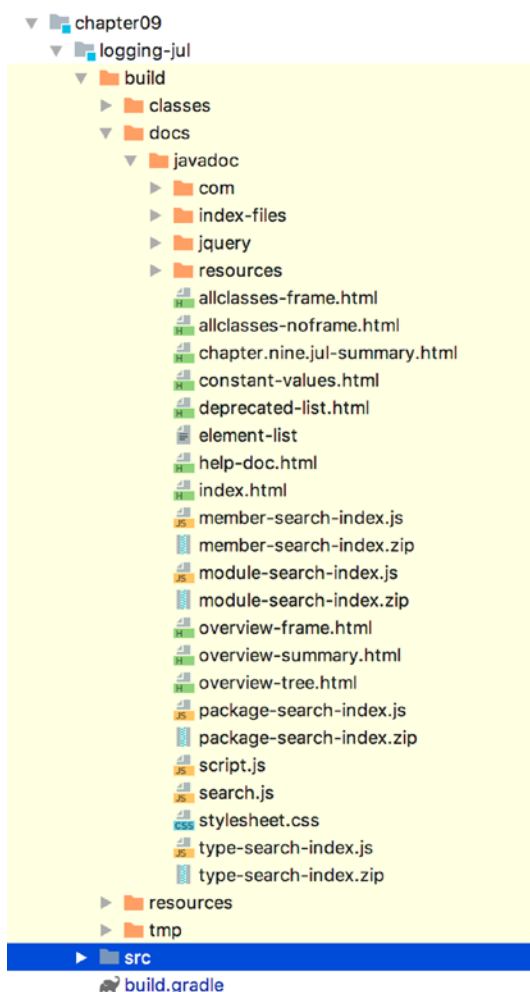 chapter09
logging-jul
build
classes
docs
javadoc
com
index-files
jquery
resources
allclasses-frame.html
allclasses-noframe.html
chapter.nine.jul-summary.html
constant-values.html
deprecated-list.html
element-list
help-doc.html
index.html
member-search-index.js
member-search-index.zip
module-search-index.js
module-search-index.zip
overview-frame.html
overview-summary.html
overview-tree.html
package-search-index.js
package-search-index.zip
script.js
search.js
stylesheet.css
type-search-index.js
type-search-index.zip
resources
tmp
src
build.gradle